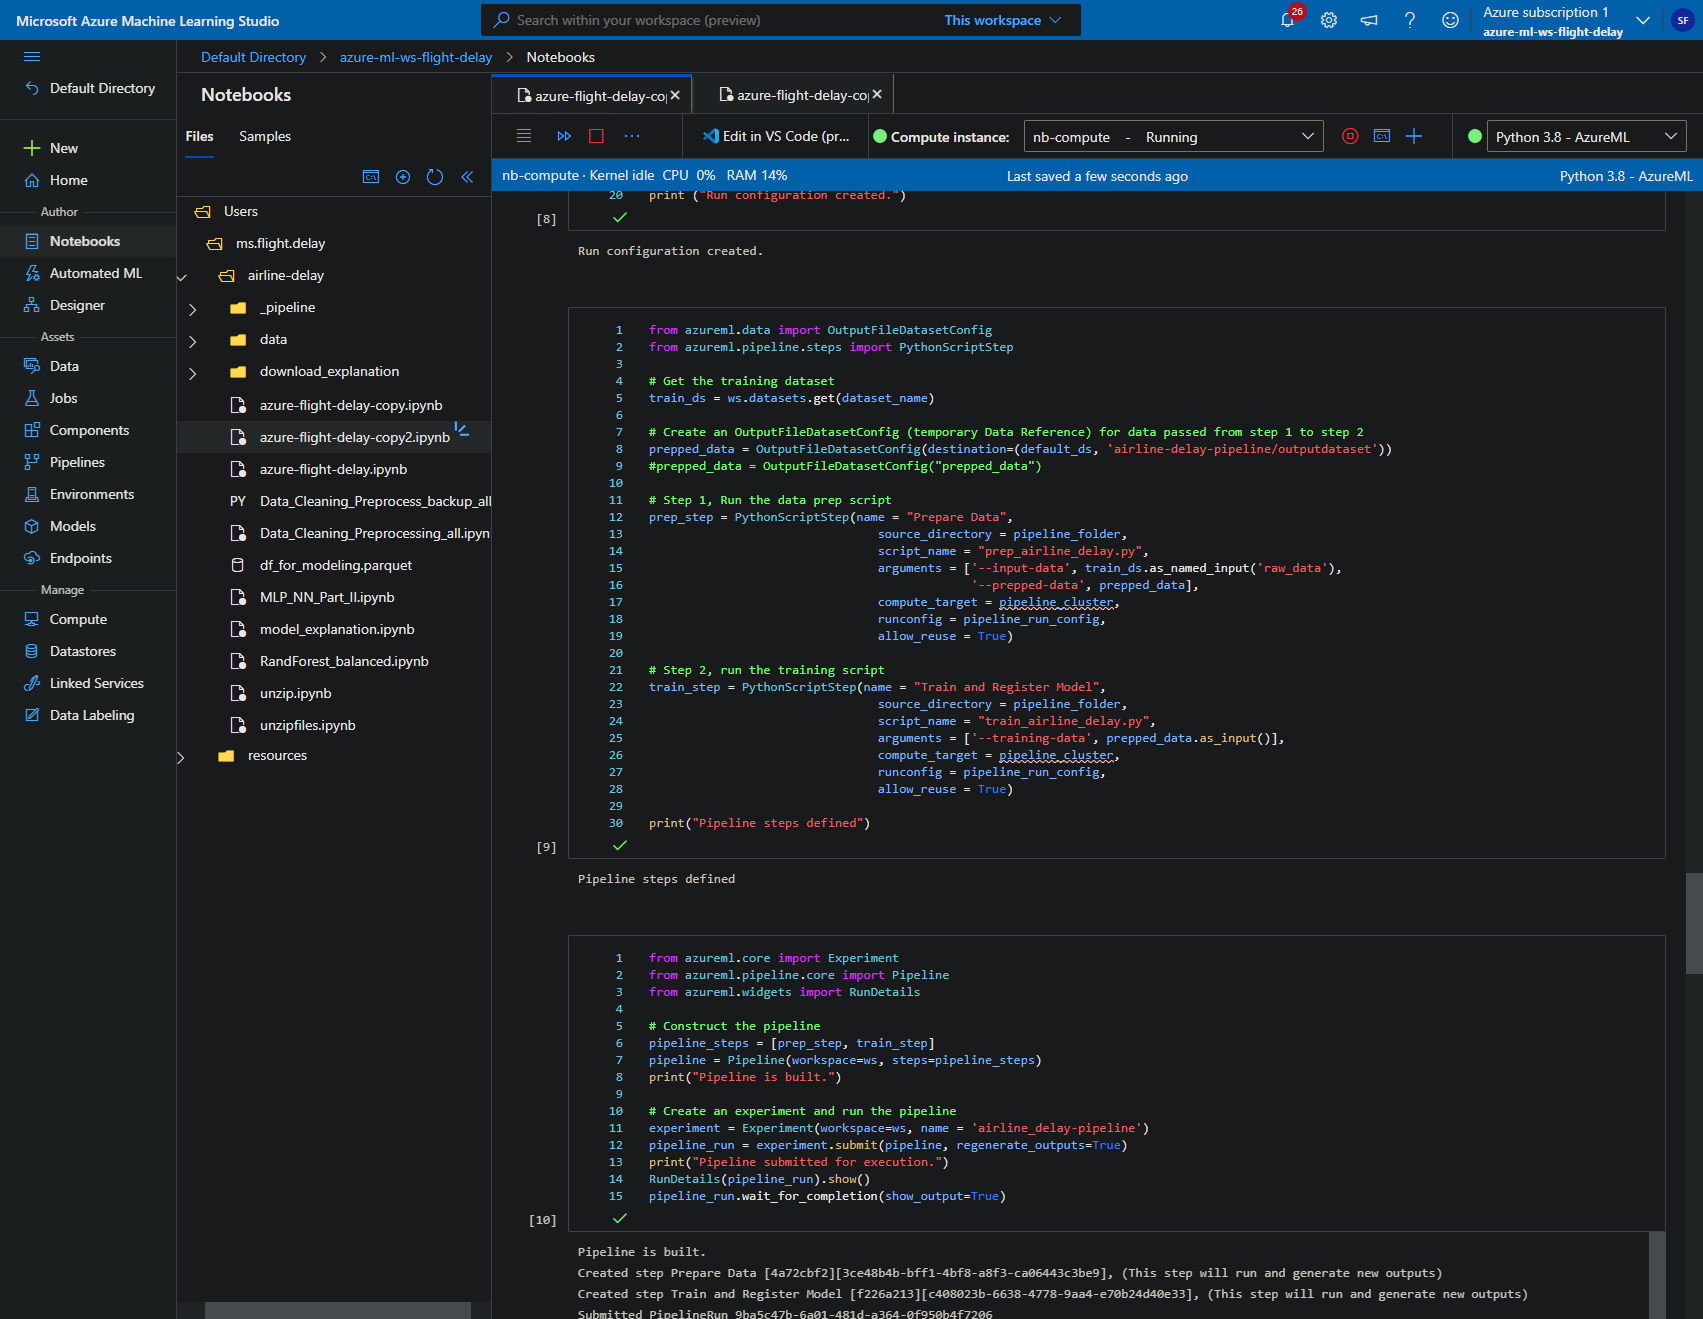 Microsoft Azure Machine Learning Studio
Search within your workspace (preview)
This workspace
26
Azure subscription 1
azure-ml-ws-flight-delay
SF
Default Directory
New
Home
Author
Notebooks
Automated ML
Designer
Assets
Data
Jobs
Components
Pipelines
Environments
Models
Endpoints
Manage
Compute
Datastores
Linked Services
Data Labeling
Default Directory > azure-ml-ws-flight-delay > Notebooks
Notebooks
Files Samples
Users
ms.flight.delay
airline-delay
_pipeline
data
download_explanation
azure-flight-delay-copy.ipynb
azure-flight-delay-copy2.ipynb
azure-flight-delay.ipynb
PY Data_Cleaning_Preprocess_backup_all
Data_Cleaning_Preprocessing_all.ipyn
df_for_modeling.parquet
MLP_NN_Part_II.ipynb
model_explanation.ipynb
RandForest_balanced.ipynb
unzip.ipynb
unzipfiles.ipynb
resources
azure-flight-delay-co
azure-flight-delay-co
Edit in VS Code (pr...
Compute instance:
nb-compute - Running
Python 3.8 - AzureML
nb-compute · Kernel idle CPU 0% RAM 14%
Last saved a few seconds ago
Python 3.8 - AzureML
20 print ("Run configuration created.")
[8]
Run configuration created.
1 from azureml.data import OutputFileDatasetConfig
2 from azureml.pipeline.steps import PythonScriptStep
3
4 # Get the training dataset
5 train_ds = ws.datasets.get(dataset_name)
6
7 # Create an OutputFileDatasetConfig (temporary Data Reference) for data passed from step 1 to step 2
8 prepped_data = OutputFileDatasetConfig(destination=(default_ds, 'airline-delay-pipeline/outputdataset'))
9 #prepped_data = OutputFileDatasetConfig("prepped_data")
10
11 # Step 1, Run the data prep script
12 prep_step = PythonScriptStep(name = "Prepare Data",
13 source_directory = pipeline_folder,
14 script_name = "prep_airline_delay.py",
15 arguments = ['--input-data', train_ds.as_named_input('raw_data'),
16 '--prepped-data', prepped_data],
17 compute_target = pipeline_cluster,
18 runconfig = pipeline_run_config,
19 allow_reuse = True)
20
21 # Step 2, run the training script
22 train_step = PythonScriptStep(name = "Train and Register Model",
23 source_directory = pipeline_folder,
24 script_name = "train_airline_delay.py",
25 arguments = ['--training-data', prepped_data.as_input()],
26 compute_target = pipeline_cluster,
27 runconfig = pipeline_run_config,
28 allow_reuse = True)
29
30 print("Pipeline steps defined")
[9]
Pipeline steps defined
1 from azureml.core import Experiment
2 from azureml.pipeline.core import Pipeline
3 from azureml.widgets import RunDetails
4
5 # Construct the pipeline
6 pipeline_steps = [prep_step, train_step]
7 pipeline = Pipeline(workspace=ws, steps=pipeline_steps)
8 print("Pipeline is built.")
9
10 # Create an experiment and run the pipeline
11 experiment = Experiment(workspace=ws, name = 'airline_delay-pipeline')
12 pipeline_run = experiment.submit(pipeline, regenerate_outputs=True)
13 print("Pipeline submitted for execution.")
14 RunDetails(pipeline_run).show()
15 pipeline_run.wait_for_completion(show_output=True)
[10]
Pipeline is built.
Created step Prepare Data [4a72cbf2][3ce48b4b-bff1-4bf8-a8f3-ca06443c3be9], (This step will run and generate new outputs)
Created step Train and Register Model [f226a213][c408023b-6638-4778-9aa4-e70b24d40e33], (This step will run and generate new outputs)
Submitted PipelineRun 9ba5c47b-6a01-481d-a364-0f950b4f7206